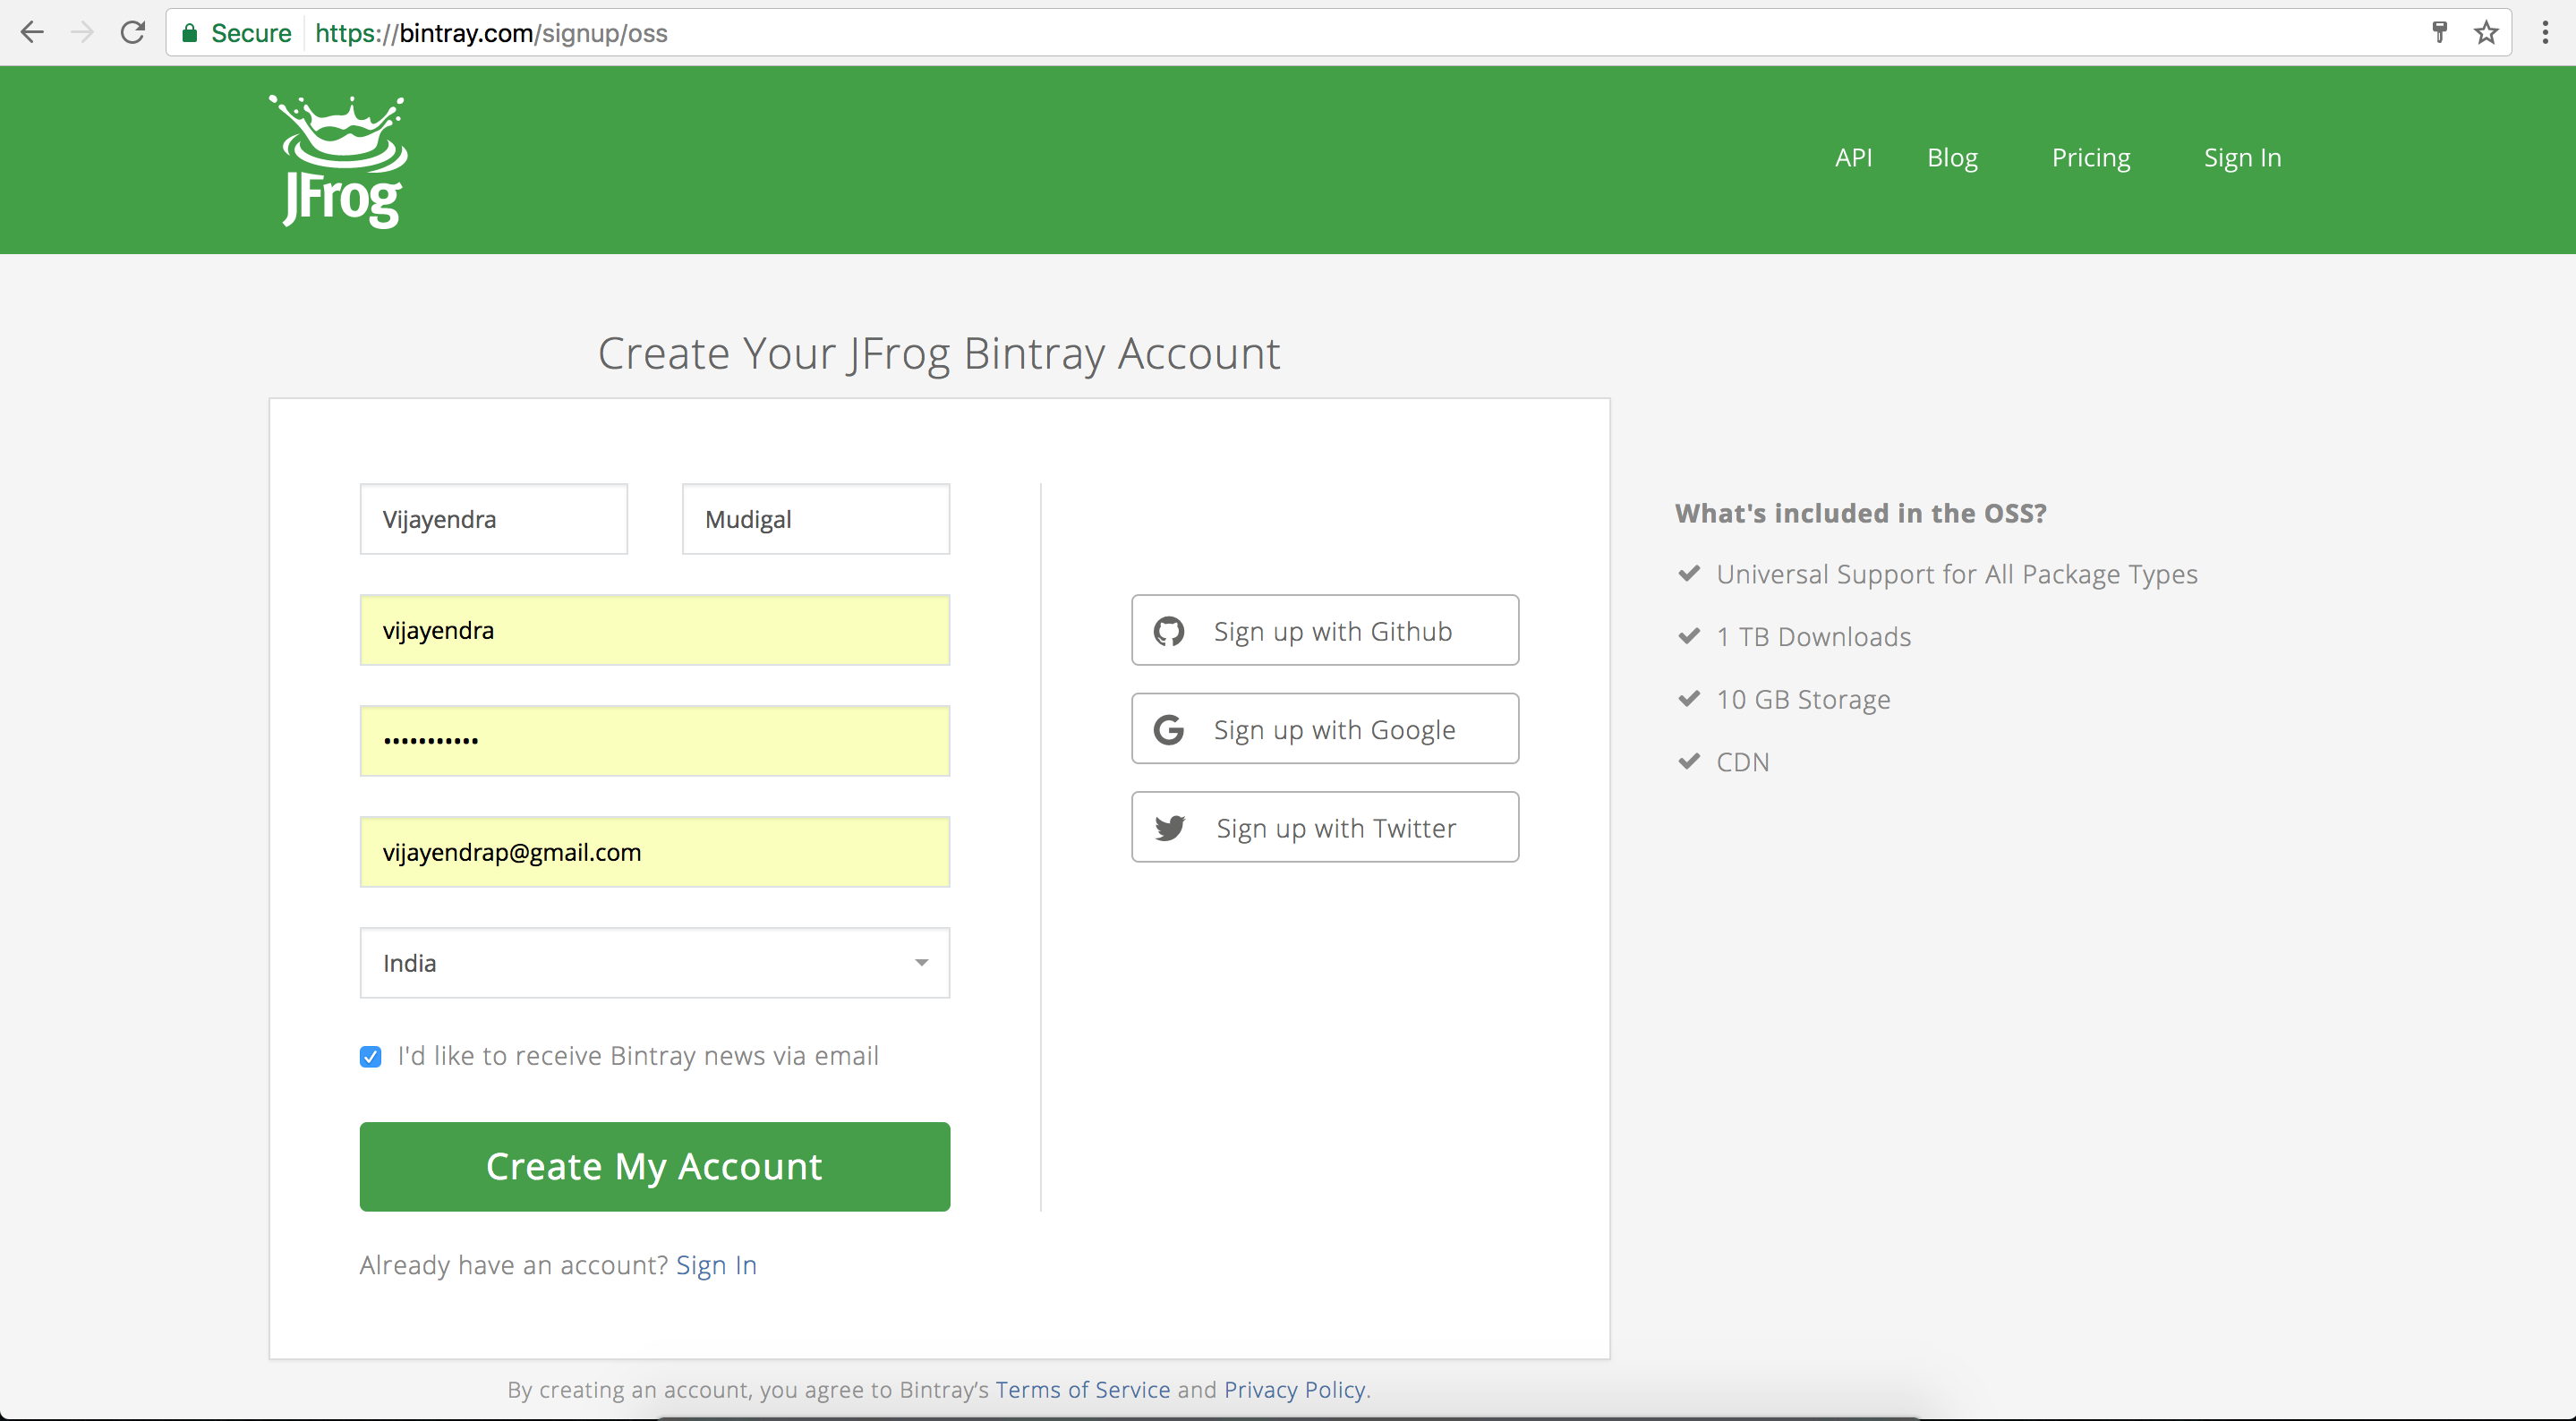 Secure https://bintray.com/signup/oss
JFrog
API Blog Pricing Sign In
Create Your JFrog Bintray Account
Vijayendra Mudigal
vijayendra
•••••••••••
vijayendrap@gmail.com
India
I'd like to receive Bintray news via email
Create My Account
Already have an account? Sign In
Sign up with Github
Sign up with Google
Sign up with Twitter
What's included in the OSS?
Universal Support for All Package Types
1 TB Downloads
10 GB Storage
CDN
By creating an account, you agree to Bintray’s Terms of Service and Privacy Policy.